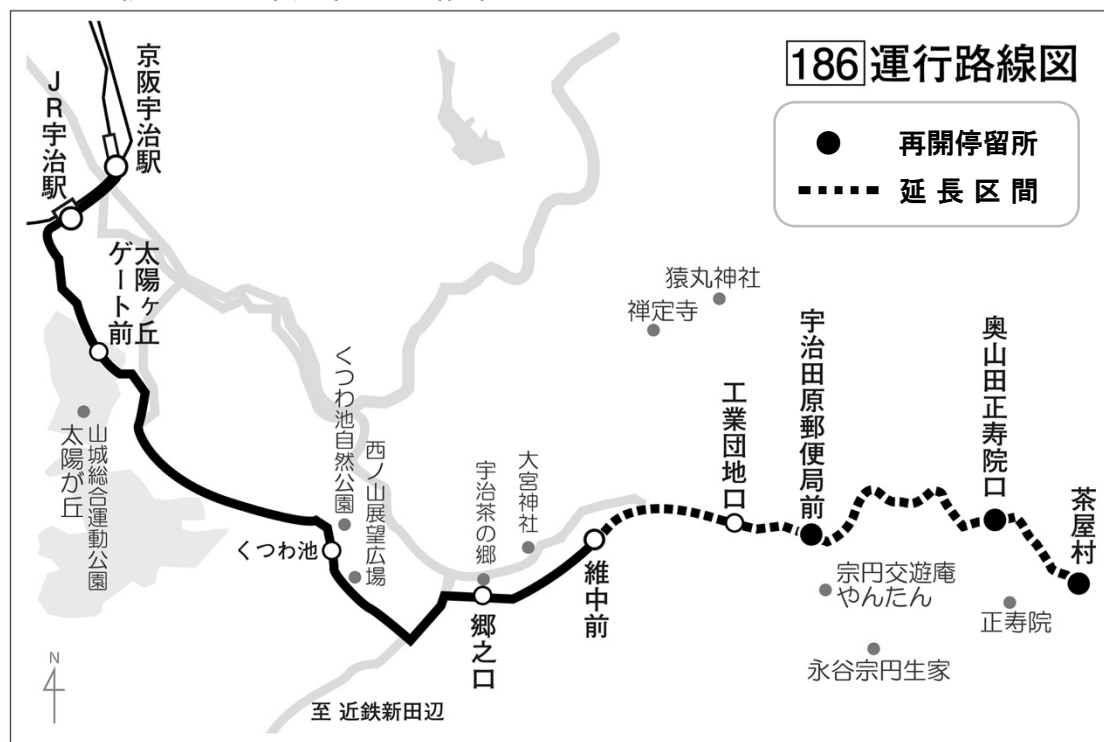 186 運行路線図
再開停留所
延長区間
京阪宇治駅
JR宇治駅
太陽ヶ丘
ゲート前
山城総合運動公園
太陽が丘
くつわ池自然公園
西ノ山展望広場
くつわ池
宇治茶の郷
大宮神社
郷之口
維中前
至 近鉄新田辺
猿丸神社
禅定寺
工業団地口
宇治田原郵便局前
奥山田正寿院口
茶屋村
宗円交遊庵
やんたん
永谷宗円生家
正寿院
N